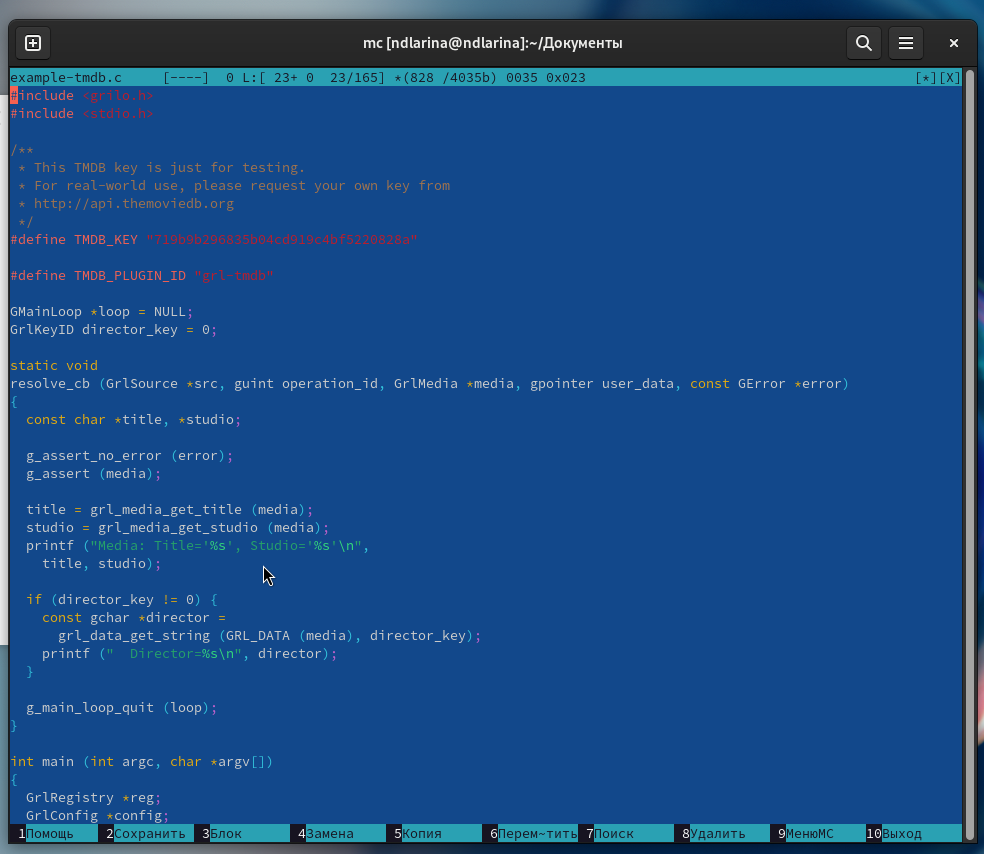 mc [ndlarina@ndlarina]:~/Документы
example-tmdb.c     [----]  0 L:[ 23+ 0  23/165] *(828 /4035b) 0035 0x023                                         [*][X]
#include <grilo.h>
#include <stdio.h>
/**
 * This TMDB key is just for testing.
 * For real-world use, please request your own key from
 * http://api.themoviedb.org
 */
#define TMDB_KEY "719b9b296835b04cd919c4bf5220828a"
#define TMDB_PLUGIN_ID "grl-tmdb"
GMainLoop *loop = NULL;
GrlKeyID director_key = 0;
static void
resolve_cb (GrlSource *src, guint operation_id, GrlMedia *media, gpointer user_data, const GError *error)
{
  const char *title, *studio;
  g_assert_no_error (error);
  g_assert (media);
  title = grl_media_get_title (media);
  studio = grl_media_get_studio (media);
  printf ("Media: Title='%s', Studio='%s'\n",
    title, studio);
  if (director_key != 0) {
    const gchar *director =
      grl_data_get_string (GRL_DATA (media), director_key);
    printf ("  Director=%s\n", director);
  }
  g_main_loop_quit (loop);
}
int main (int argc, char *argv[])
{
  GrlRegistry *reg;
  GrlConfig *config;
1Помощь 2Сохранить 3Блок 4Замена 5Копия 6Перем~тить 7Поиск 8Удалить 9МенюMC 10Выход